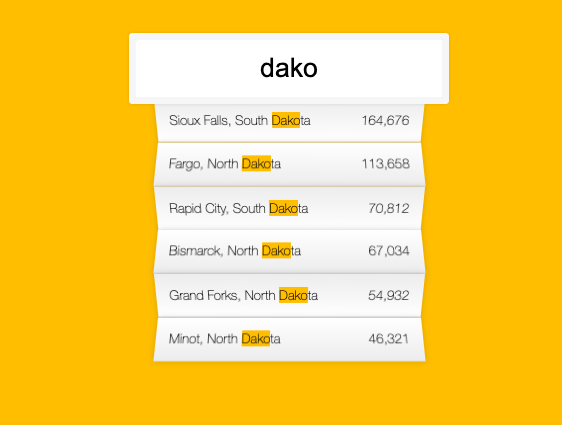 dako
Sioux Falls, South Dakota 164,676
Fargo, North Dakota 113,658
Rapid City, South Dakota 70,812
Bismarck, North Dakota 67,034
Grand Forks, North Dakota 54,932
Minot, North Dakota 46,321